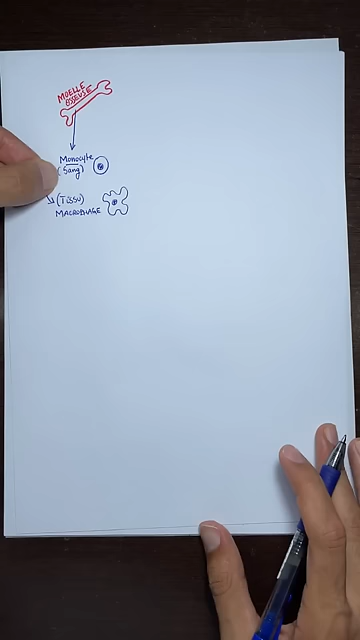 MOELLE
OSSEUSE
Monocyte
(Sang)
(Tissu)
MACROPHAGE